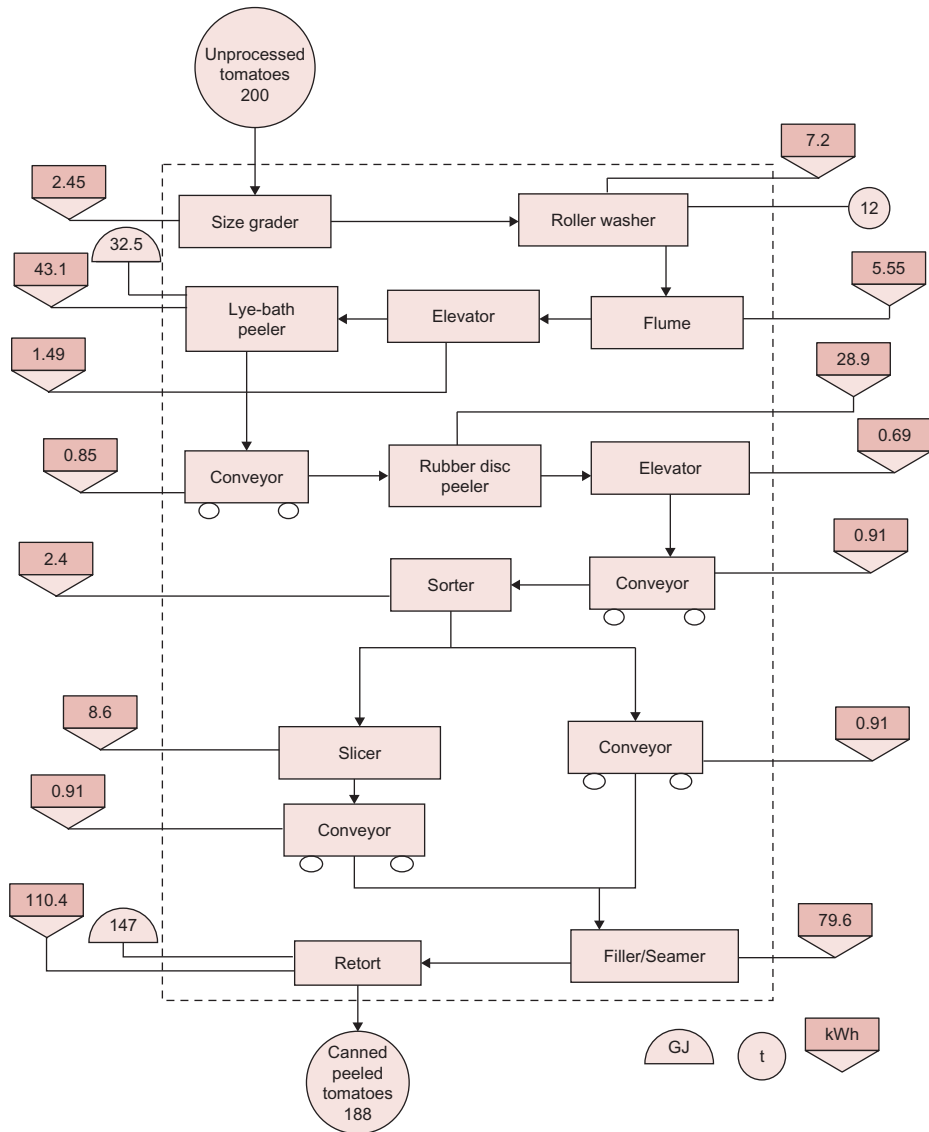 Unprocessed
tomatoes
200
7.2
2.45
Size grader
Roller washer
12
32.5
43.1
5.55
Lye-bath
peeler
Elevator
Flume
1.49
28.9
0.85
0.69
Conveyor
Rubber disc
peeler
Elevator
0.91
2.4
Sorter
Conveyor
8.6
0.91
Slicer
Conveyor
0.91
Conveyor
110.4
147
79.6
Retort
Filler/Seamer
Canned
peeled
tomatoes
188
GJ
t
kWh